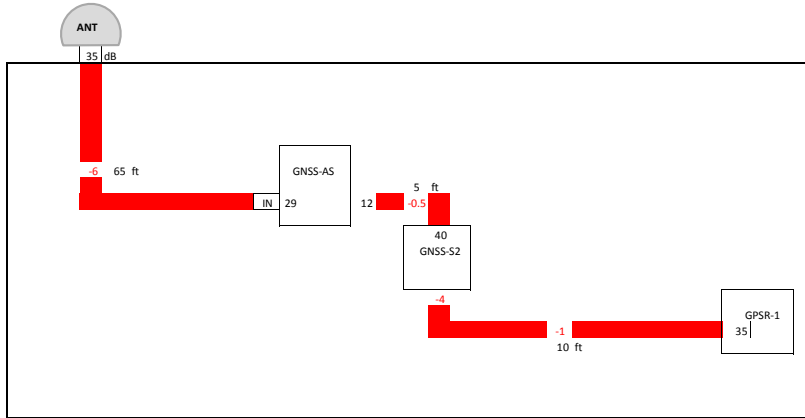 ANT
35 dB
-6 65 ft
GNSS-AS
IN 29
12
5 ft
-0.5
40
GNSS-S2
-4
-1
10 ft
GPSR-1
35